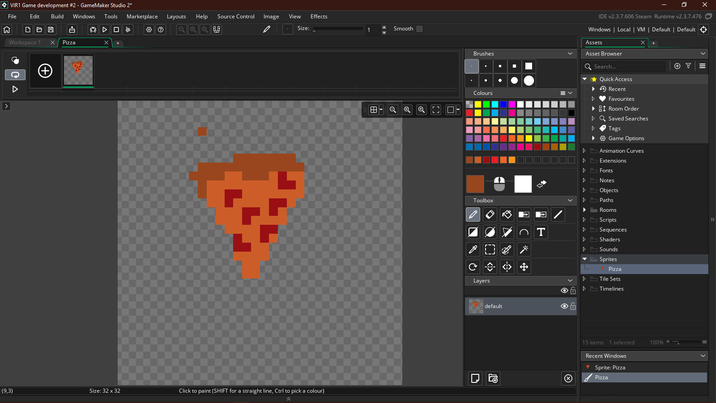 VIR1 Game development #2 - GameMaker Studio 2*
File Edit Build Windows Tools Marketplace Layouts Help Source Control Image View Effects
IDE v2.3.7.606 Steam Runtime v2.3.7.476
Size: 1 Smooth
Windows | Local | VM | Default | Default
Workspace 1
Pizza
Brushes
Colours
Toolbox
Layers
default
Assets
Asset Browser
Search...
Quick Access
Recent
Favourites
Room Order
Saved Searches
Tags
Game Options
Animation Curves
Extensions
Fonts
Notes
Objects
Paths
Rooms
Scripts
Sequences
Shaders
Sounds
Sprites
Pizza
Tile Sets
Timelines
15 items 1 selected 100%
Recent Windows
Sprite: Pizza
Pizza
(9,3) Size: 32 x 32 Click to paint (SHIFT for a straight line, Ctrl to pick a colour)